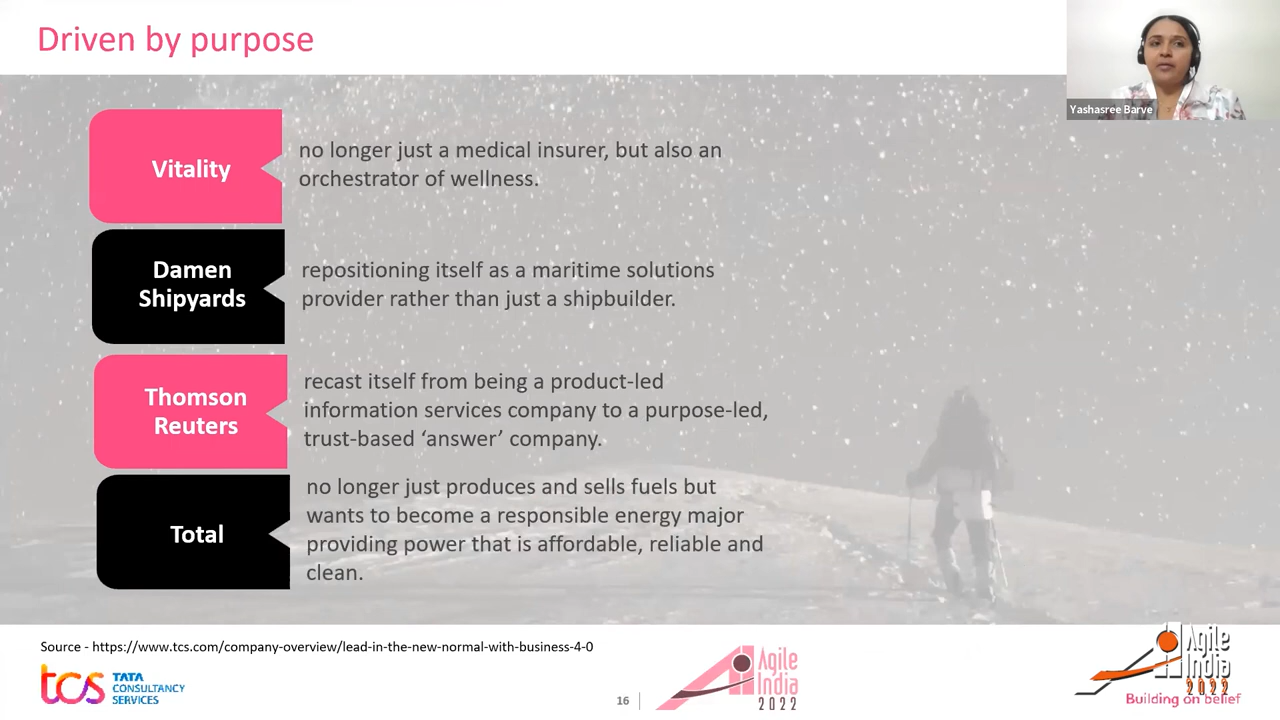 Driven by purpose
Yashasree Barve
Vitality
no longer just a medical insurer, but also an
orchestrator of wellness.
Damen
Shipyards
repositioning itself as a maritime solutions
provider rather than just a shipbuilder.
Thomson
Reuters
recast itself from being a product-led
information services company to a purpose-led,
trust-based ‘answer’ company.
Total
no longer just produces and sells fuels but
wants to become a responsible energy major
providing power that is affordable, reliable and
clean.
Source - https://www.tcs.com/company-overview/lead-in-the-new-normal-with-business-4-0
tcs
TATA
CONSULTANCY
SERVICES
16
Agile
India
2022
Agile
India
2022
Building on belief